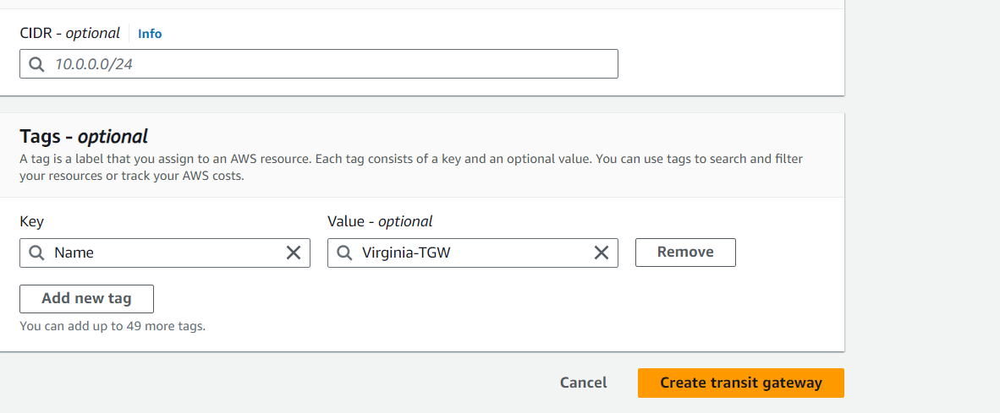 CIDR - optional Info
10.0.0.0/24
Tags - optional
A tag is a label that you assign to an AWS resource. Each tag consists of a key and an optional value. You can use tags to search and filter
your resources or track your AWS costs.
Key Value - optional
Name Virginia-TGW Remove
Add new tag
You can add up to 49 more tags.
Cancel Create transit gateway